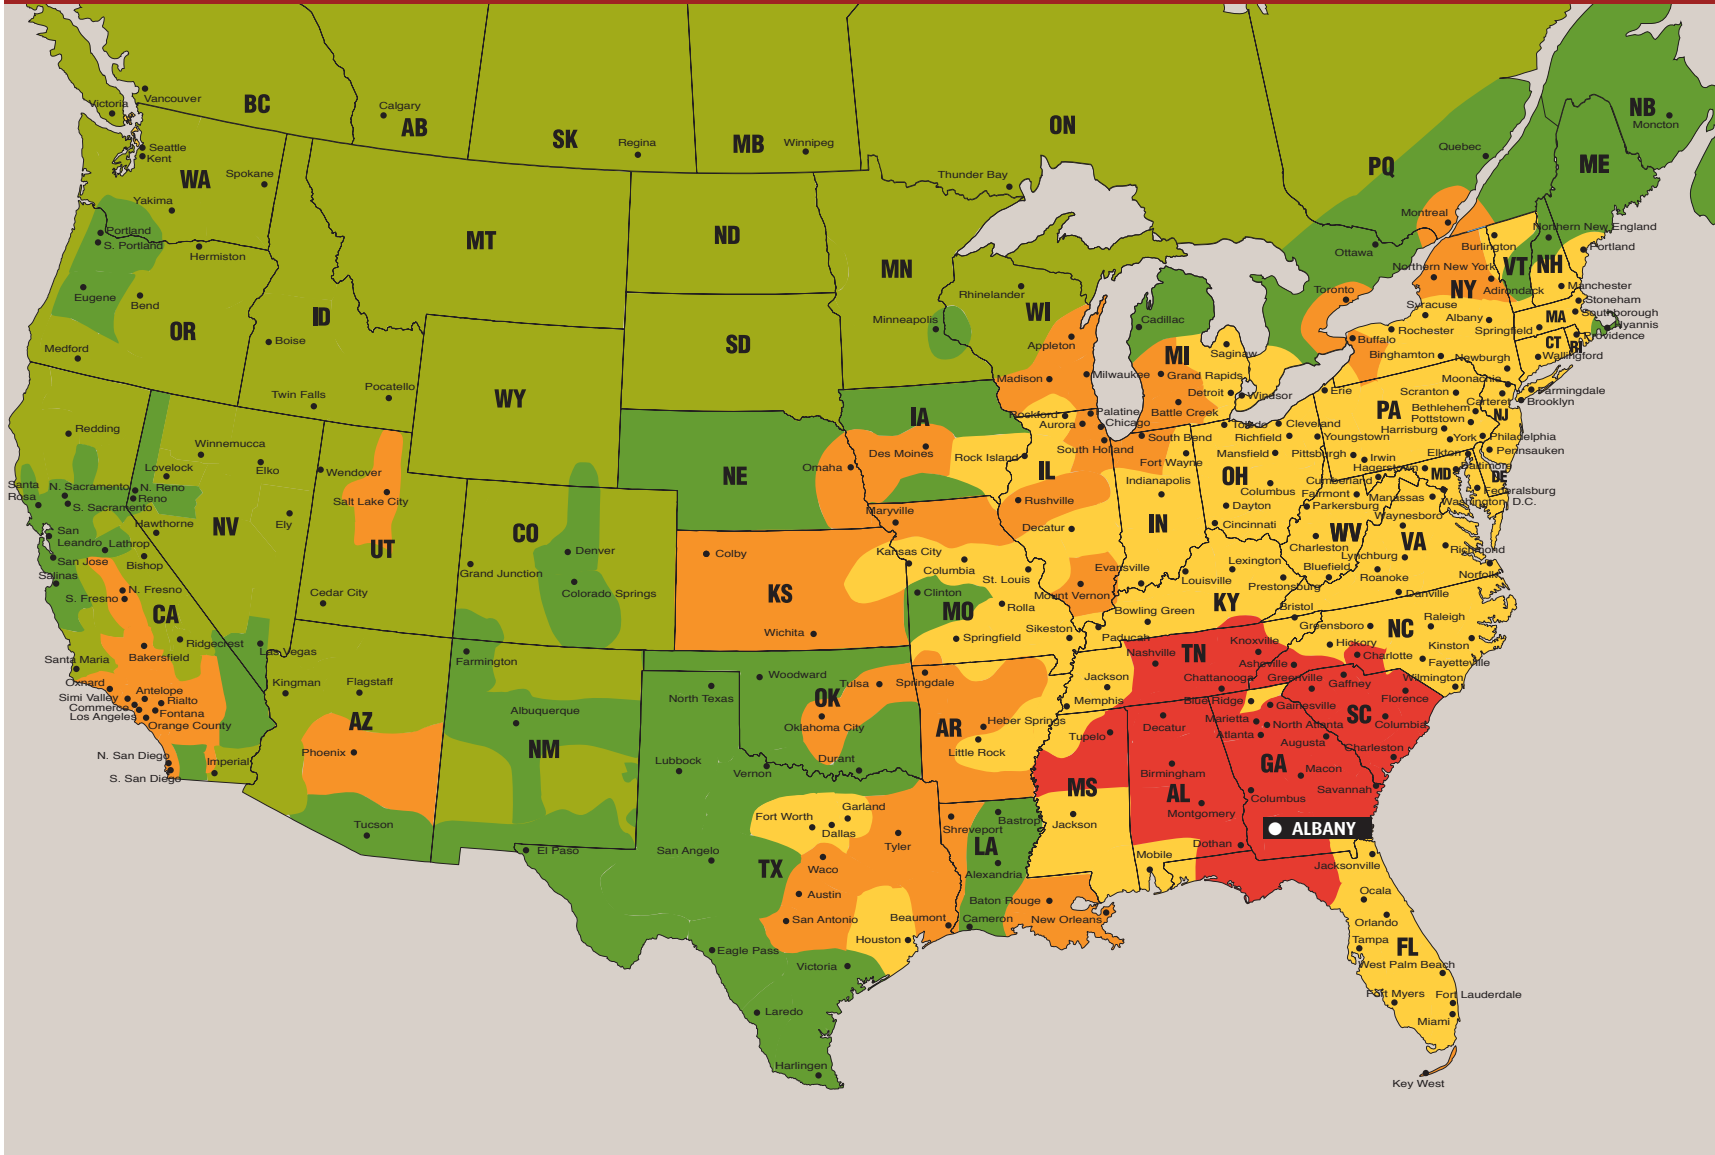 BC
Vancouver
Victoria
Calgary
AB
SK
Regina
MB
Winnipeg
ON
Thunder Bay
PQ
Quebec
Montreal
Ottawa
Toronto
NB
Moncton
ME
Seattle
Kent
WA
Spokane
Yakima
Portland
S. Portland
Hermiston
Eugene
Bend
OR
Medford
ID
Boise
Twin Falls
Pocatello
MT
ND
SD
WY
MN
Minneapolis
WI
Rhinelander
Appleton
Madison
Milwaukee
MI
Cadillac
Saginaw
Grand Rapids
Detroit
Windsor
Battle Creek
Northern New England
Portland
Burlington
VT
NH
Northern New York
Adirondack
NY
Syracuse
Albany
Rochester
Buffalo
Binghamton
Newburgh
Manchester
Stoneham
Southborough
Hyannis
MA
Springfield
Providence
CT
RI
Wallingford
Moonachie
Farmingdale
Brooklyn
Carteret
NJ
Erie
Scranton
PA
Bethlehem
Pottstown
Harrisburg
York
Philadelphia
Pennsauken
Pittsburgh
Irwin
Elkton
Hagerstown
MD
Baltimore
DE
Cumberland
Federalsburg
Manassas
Washington, D.C.
Redding
Winnemucca
Elko
Lovelock
N. Reno
Reno
Santa
Rosa
N. Sacramento
S. Sacramento
Hawthorne
NV
Ely
San
Leandro
Lathrop
San Jose
Bishop
Salinas
N. Fresno
S. Fresno
CA
Ridgecrest
Las Vegas
Bakersfield
Santa Maria
Oxnard
Simi Valley
Antelope
Rialto
Commerce
Fontana
Los Angeles
Orange County
N. San Diego
S. San Diego
Imperial
Wendover
Salt Lake City
UT
Cedar City
CO
Denver
Grand Junction
Colorado Springs
Kingman
Flagstaff
AZ
Phoenix
Tucson
Farmington
Albuquerque
NM
NE
Omaha
IA
Des Moines
Rock Island
Maryville
Colby
KS
Wichita
Kansas City
Columbia
St. Louis
Clinton
MO
Rolla
Springfield
Sikeston
Rockford
Palatine
Aurora
Chicago
South Holland
IL
Rushville
Decatur
Mount Vernon
South Bend
Fort Wayne
Indianapolis
IN
Evansville
Toledo
Cleveland
Richfield
Youngstown
Mansfield
OH
Columbus
Dayton
Cincinnati
Fairmont
Parkersburg
WV
Charleston
Bluefield
Waynesboro
VA
Richmond
Lynchburg
Roanoke
Norfolk
Danville
Lexington
Louisville
Prestonsburg
KY
Bowling Green
Paducah
Bristol
Greensboro
NC
Raleigh
Kinston
Hickory
Charlotte
Fayetteville
Wilmington
Asheville
Knoxville
TN
Nashville
Chattanooga
Jackson
Memphis
Greenville
Gaffney
Florence
SC
Columbia
Charleston
Blue Ridge
Gainesville
Marietta
North Atlanta
Atlanta
Augusta
GA
Macon
Columbus
Savannah
ALBANY
Decatur
Birmingham
AL
Montgomery
Dothan
Mobile
Tupelo
MS
Jackson
Woodward
Tulsa
OK
Oklahoma City
Durant
Springdale
AR
Heber Springs
Little Rock
North Texas
Lubbock
Vernon
Garland
Fort Worth
Dallas
Tyler
El Paso
San Angelo
TX
Waco
Austin
San Antonio
Beaumont
Houston
Eagle Pass
Victoria
Laredo
Harlingen
Shreveport
Bastrop
LA
Alexandria
Baton Rouge
Cameron
New Orleans
Jacksonville
Ocala
Orlando
Tampa
FL
West Palm Beach
Fort Myers
Fort Lauderdale
Miami
Key West